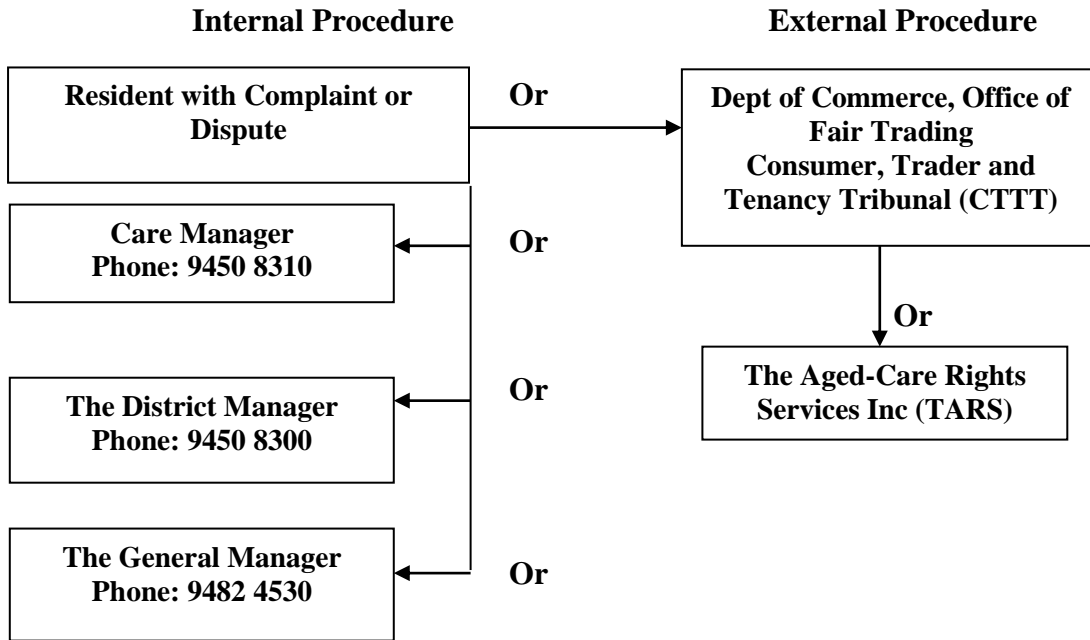 Internal Procedure
External Procedure
Resident with Complaint or
Dispute
Or
Dept of Commerce, Office of
Fair Trading
Consumer, Trader and
Tenancy Tribunal (CTTT)
Care Manager
Phone: 9450 8310
Or
Or
The District Manager
Phone: 9450 8300
Or
The Aged-Care Rights
Services Inc (TARS)
The General Manager
Phone: 9482 4530
Or